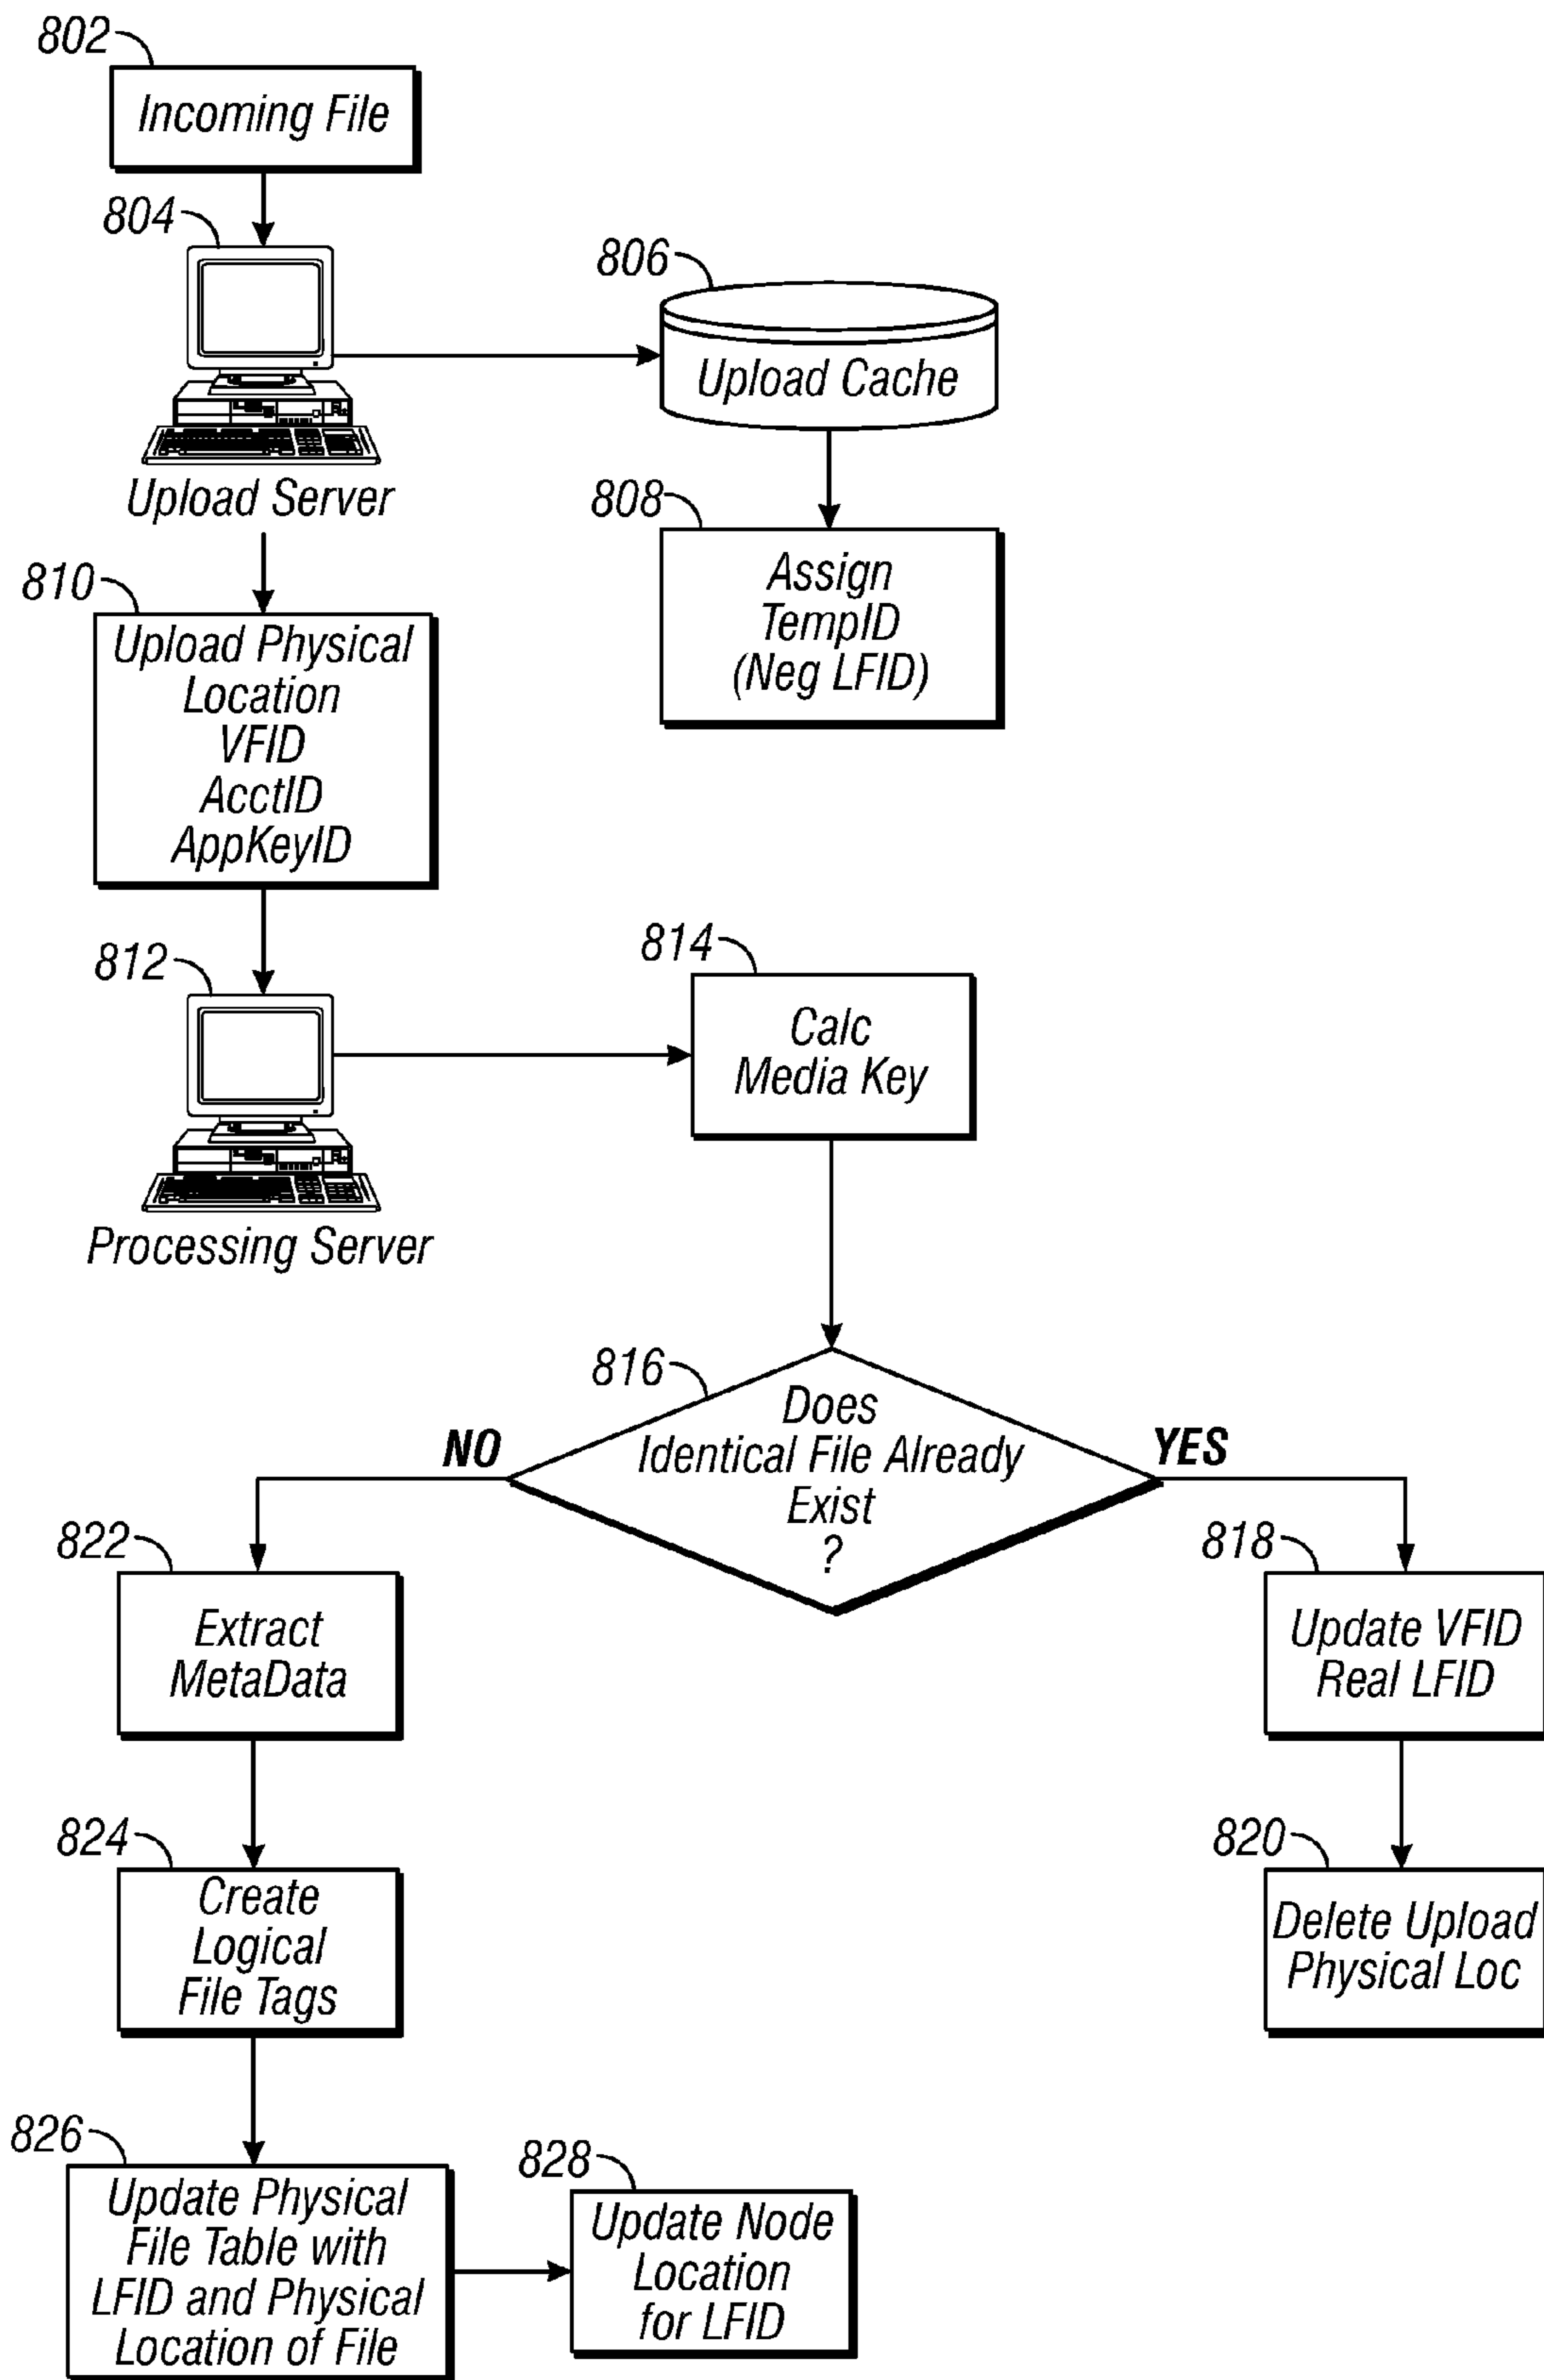 802
Incoming File
804
Upload Server
806
Upload Cache
808
Assign
TempID
(Neg LFID)
810
Upload Physical
Location
VFID
AcctID
AppKeyID
812
Processing Server
814
Calc
Media Key
816
Does
Identical File Already
Exist
?
NO
YES
818
Update VFID
Real LFID
820
Delete Upload
Physical Loc
822
Extract
MetaData
824
Create
Logical
File Tags
826
Update Physical
File Table with
LFID and Physical
Location of File
828
Update Node
Location
for LFID